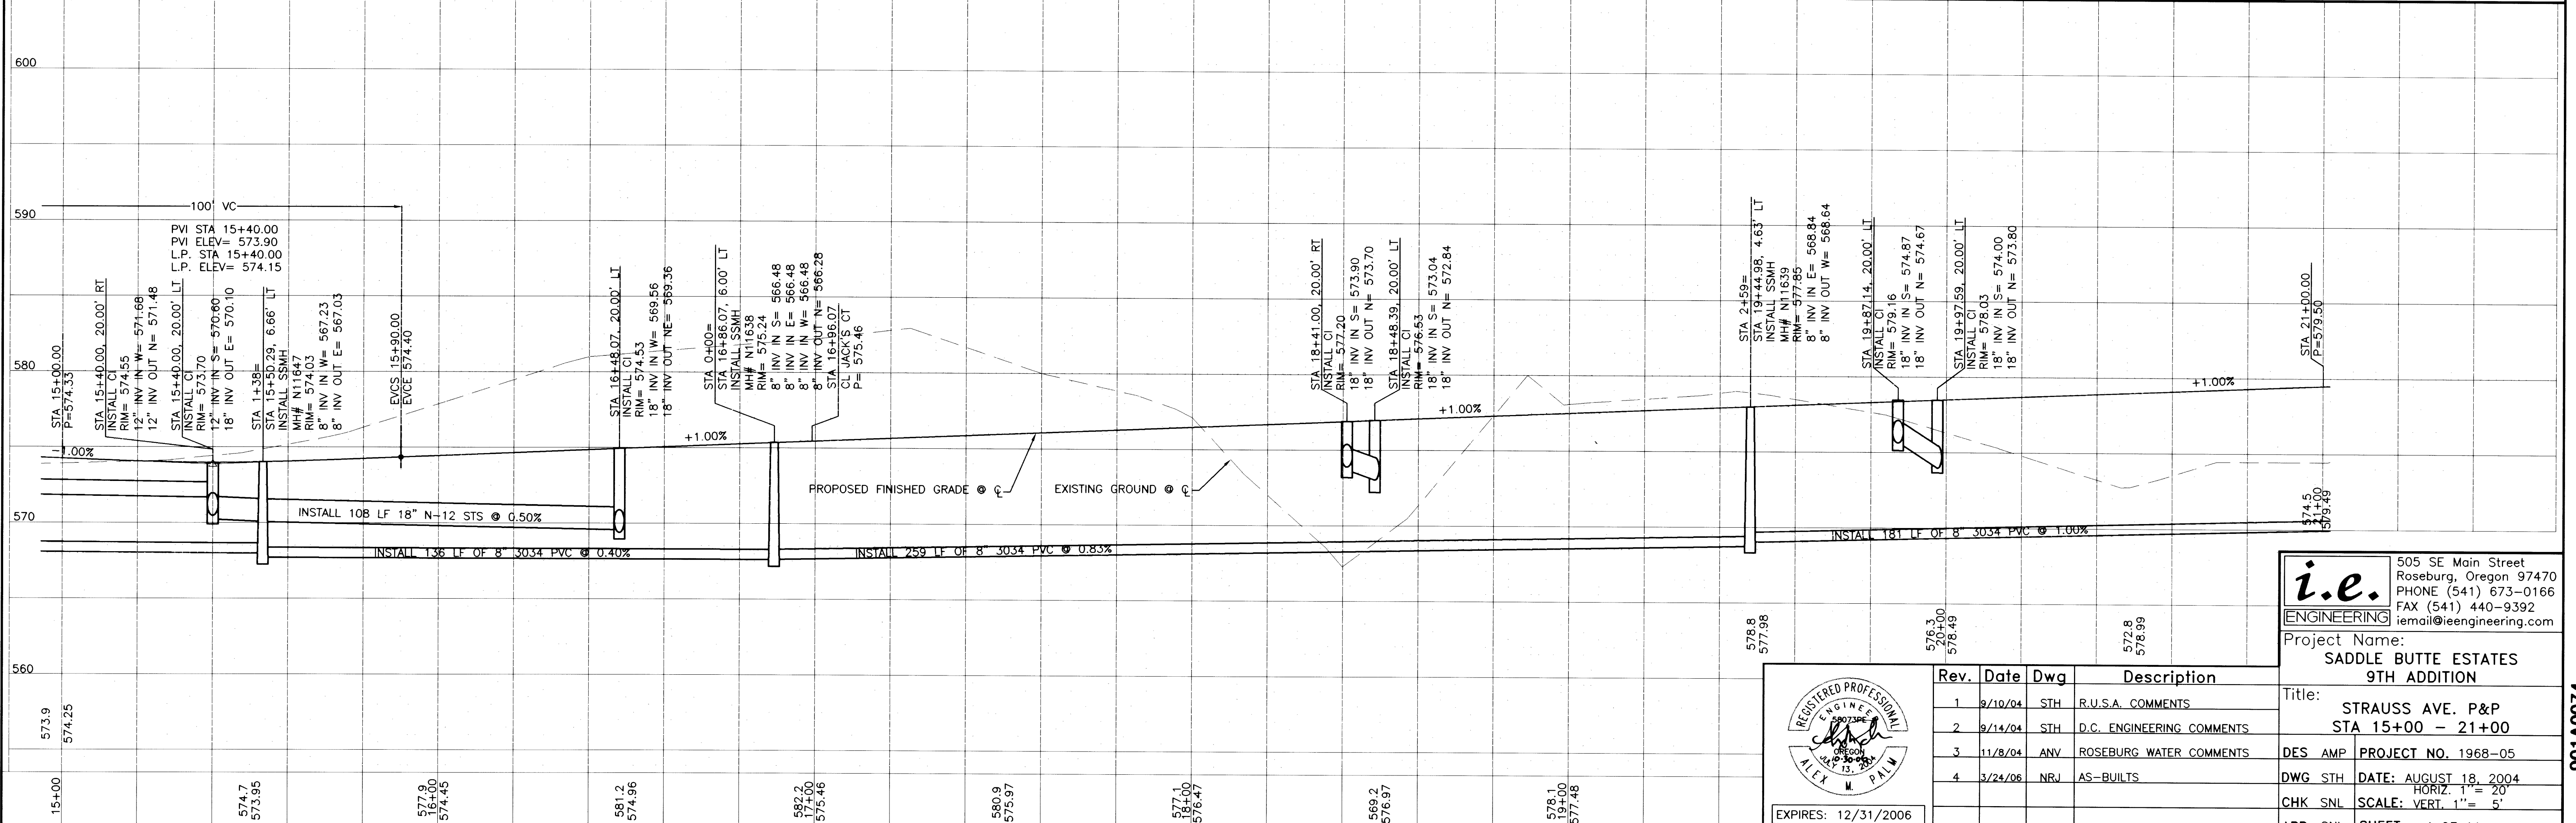 600
590
580
570
560
100' VC
PVI STA 15+40.00
PVI ELEV= 573.90
L.P. STA 15+40.00
L.P. ELEV= 574.15
STA 15+00.00
P=574.33
STA 15+40.00, 20.00' RT
INSTALL CI
RIM= 574.55
12" INV IN W= 571.68
12" INV OUT N= 571.48
STA 15+40.00, 20.00' LT
INSTALL CI
RIM= 573.70
12" INV IN S= 570.60
18" INV OUT E= 570.10
STA 1+38=
STA 15+50.29, 6.66' LT
INSTALL SSMH
MH# N11647
RIM= 574.03
8" INV IN W= 567.23
8" INV OUT E= 567.03
EVCS 15+90.00
EVCE 574.40
STA 16+48.07, 20.00' LT
INSTALL CI
RIM= 574.53
18" INV IN W= 569.56
18" INV OUT NE= 569.36
STA 0+00=
STA 16+86.07, 6.00' LT
INSTALL SSMH
MH# N11638
RIM= 575.24
8" INV IN S= 566.48
8" INV IN E= 566.48
8" INV IN W= 566.48
8" INV OUT N= 566.28
STA 16+96.07
CL JACK'S CT
P= 575.46
STA 18+41.00, 20.00' RT
INSTALL CI
RIM= 577.20
18" INV IN S= 573.90
18" INV OUT N= 573.70
STA 18+48.39, 20.00' LT
INSTALL CI
RIM= 576.53
18" INV IN S= 573.04
18" INV OUT N= 572.84
STA 2+59=
STA 19+44.98, 4.63' LT
INSTALL SSMH
MH# N11639
RIM= 577.85
8" INV IN E= 568.84
8" INV OUT W= 568.64
STA 19+87.14, 20.00' LT
INSTALL CI
RIM= 579.16
18" INV IN S= 574.87
18" INV OUT N= 574.67
STA 19+97.59, 20.00' LT
INSTALL CI
RIM= 578.03
18" INV IN S= 574.00
18" INV OUT N= 573.80
STA 21+00.00
P=579.50
-1.00%
+1.00%
+1.00%
+1.00%
PROPOSED FINISHED GRADE @ ℄
EXISTING GROUND @ ℄
INSTALL 108 LF 18" N-12 STS @ 0.50%
INSTALL 136 LF OF 8" 3034 PVC @ 0.40%
INSTALL 259 LF OF 8" 3034 PVC @ 0.83%
INSTALL 181 LF OF 8" 3034 PVC @ 1.00%
573.9
574.25
15+00
574.7
573.95
577.9
16+00
574.45
581.2
574.96
582.2
17+00
575.46
580.9
575.97
577.1
18+00
576.47
569.2
576.97
578.1
19+00
577.48
578.8
577.98
576.3
20+00
578.49
572.8
578.99
574.5
21+00
579.49
REGISTERED PROFESSIONAL
ENGINEER
58073PE
OREGON
JULY 13, 2004
ALEX M. PALM
EXPIRES: 12/31/2006
Rev. Date Dwg Description
1 9/10/04 STH R.U.S.A. COMMENTS
2 9/14/04 STH D.C. ENGINEERING COMMENTS
3 11/8/04 ANV ROSEBURG WATER COMMENTS
4 3/24/06 NRJ AS-BUILTS
i.e.
ENGINEERING
505 SE Main Street
Roseburg, Oregon 97470
PHONE (541) 673-0166
FAX (541) 440-9392
iemail@ieengineering.com
Project Name:
SADDLE BUTTE ESTATES
9TH ADDITION
Title:
STRAUSS AVE. P&P
STA 15+00 - 21+00
DES AMP PROJECT NO. 1968-05
DWG STH DATE: AUGUST 18, 2004
CHK SNL SCALE: HORIZ. 1"= 20'
VERT. 1"= 5'